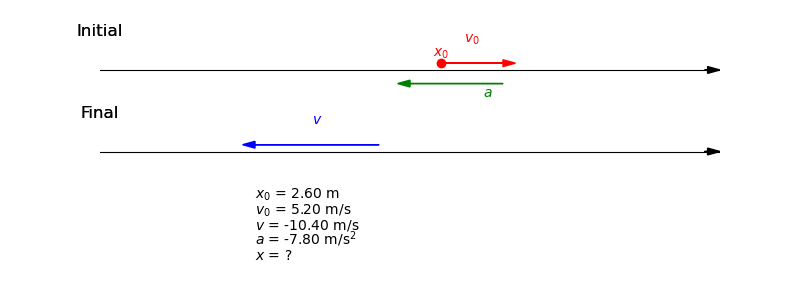 Initial
v₀
x₀
a
Final
v
x₀ = 2.60 m
v₀ = 5.20 m/s
v = -10.40 m/s
a = -7.80 m/s²
x = ?